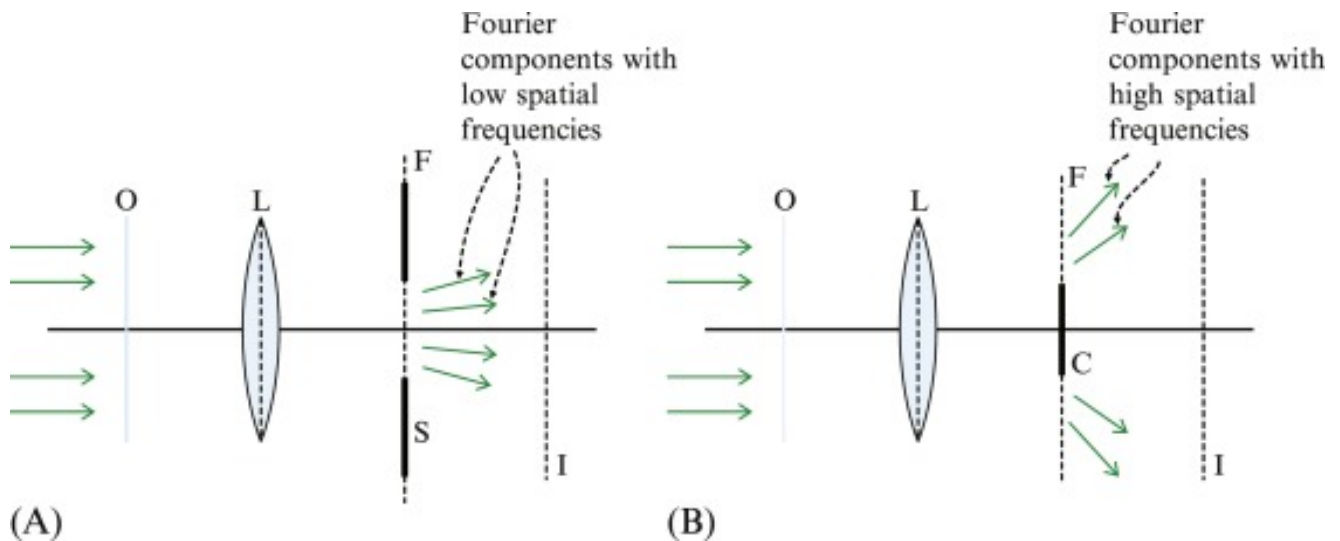 Fourier
components with
low spatial
frequencies
F
O
L
S
I
(A)
Fourier
components with
high spatial
frequencies
F
O
L
C
I
(B)